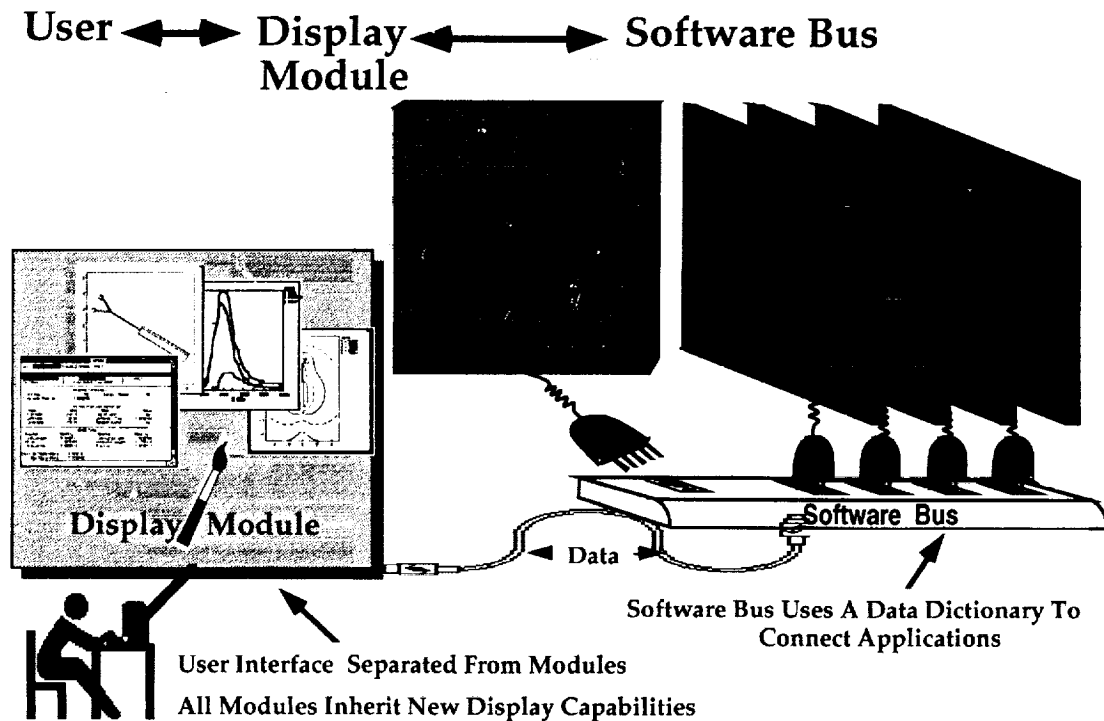 User
Display
Module
Software Bus
Display Module
Software Bus
Data
Software Bus Uses A Data Dictionary To
Connect Applications
User Interface Separated From Modules
All Modules Inherit New Display Capabilities